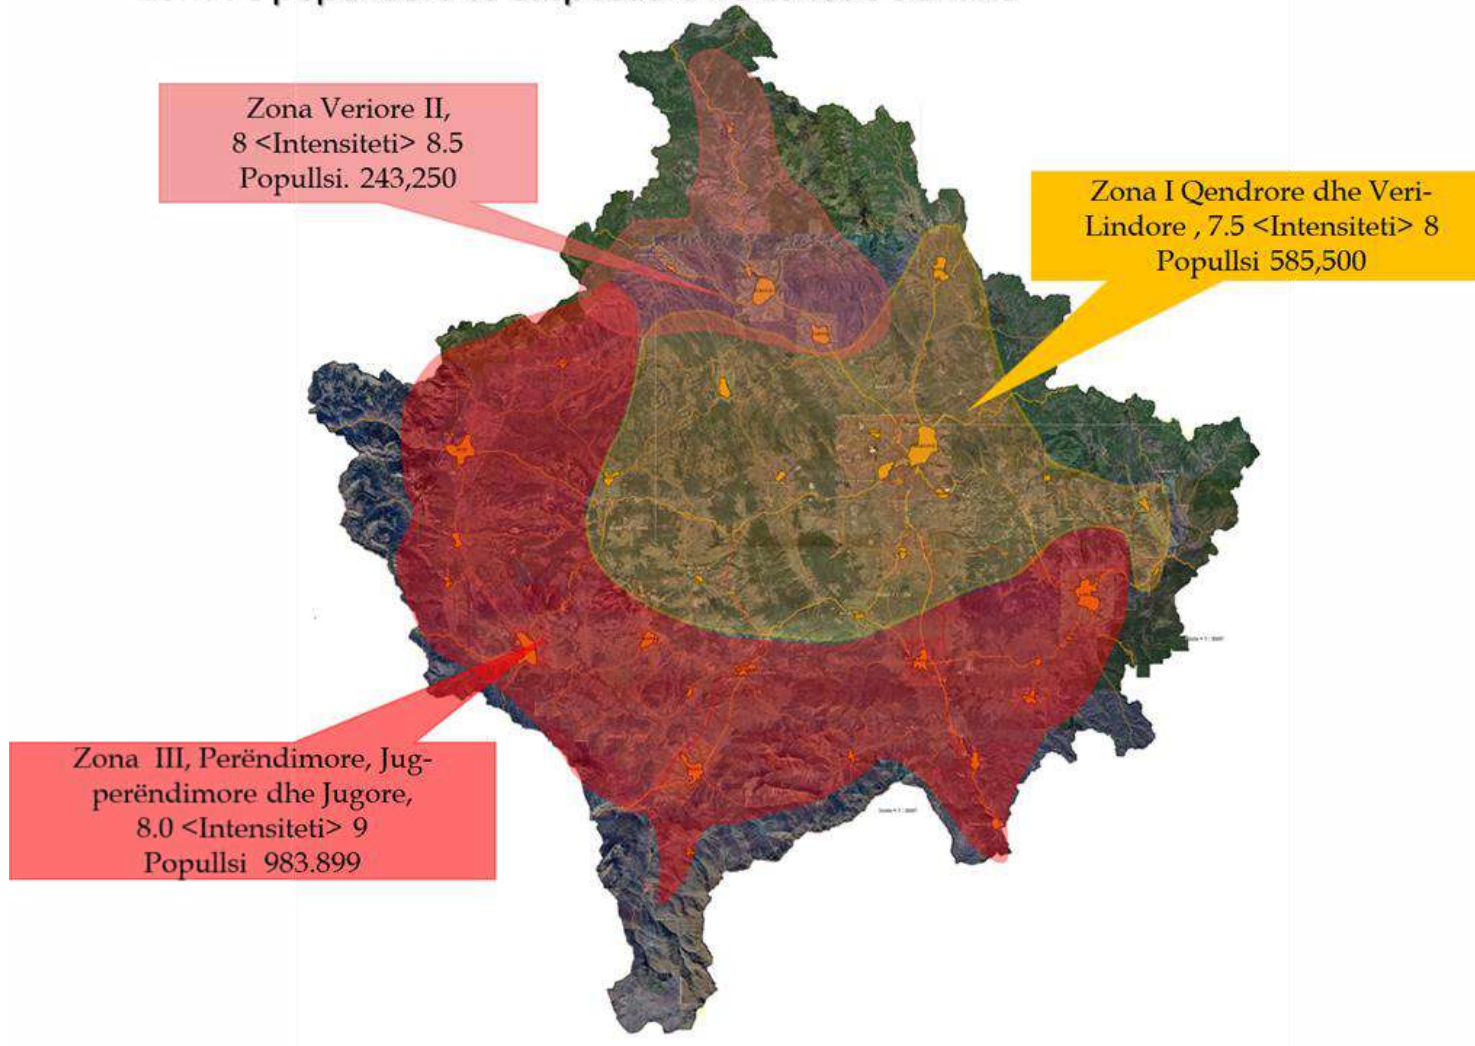 Zona Veriore II,
8 <Intensiteti> 8.5
Popullsi. 243,250
Zona I Qendrore dhe Veri-
Lindore , 7.5 <Intensiteti> 8
Popullsi 585,500
Zona III, Perëndimore, Jug-
perëndimore dhe Jugore,
8.0 <Intensiteti> 9
Popullsi 983.899